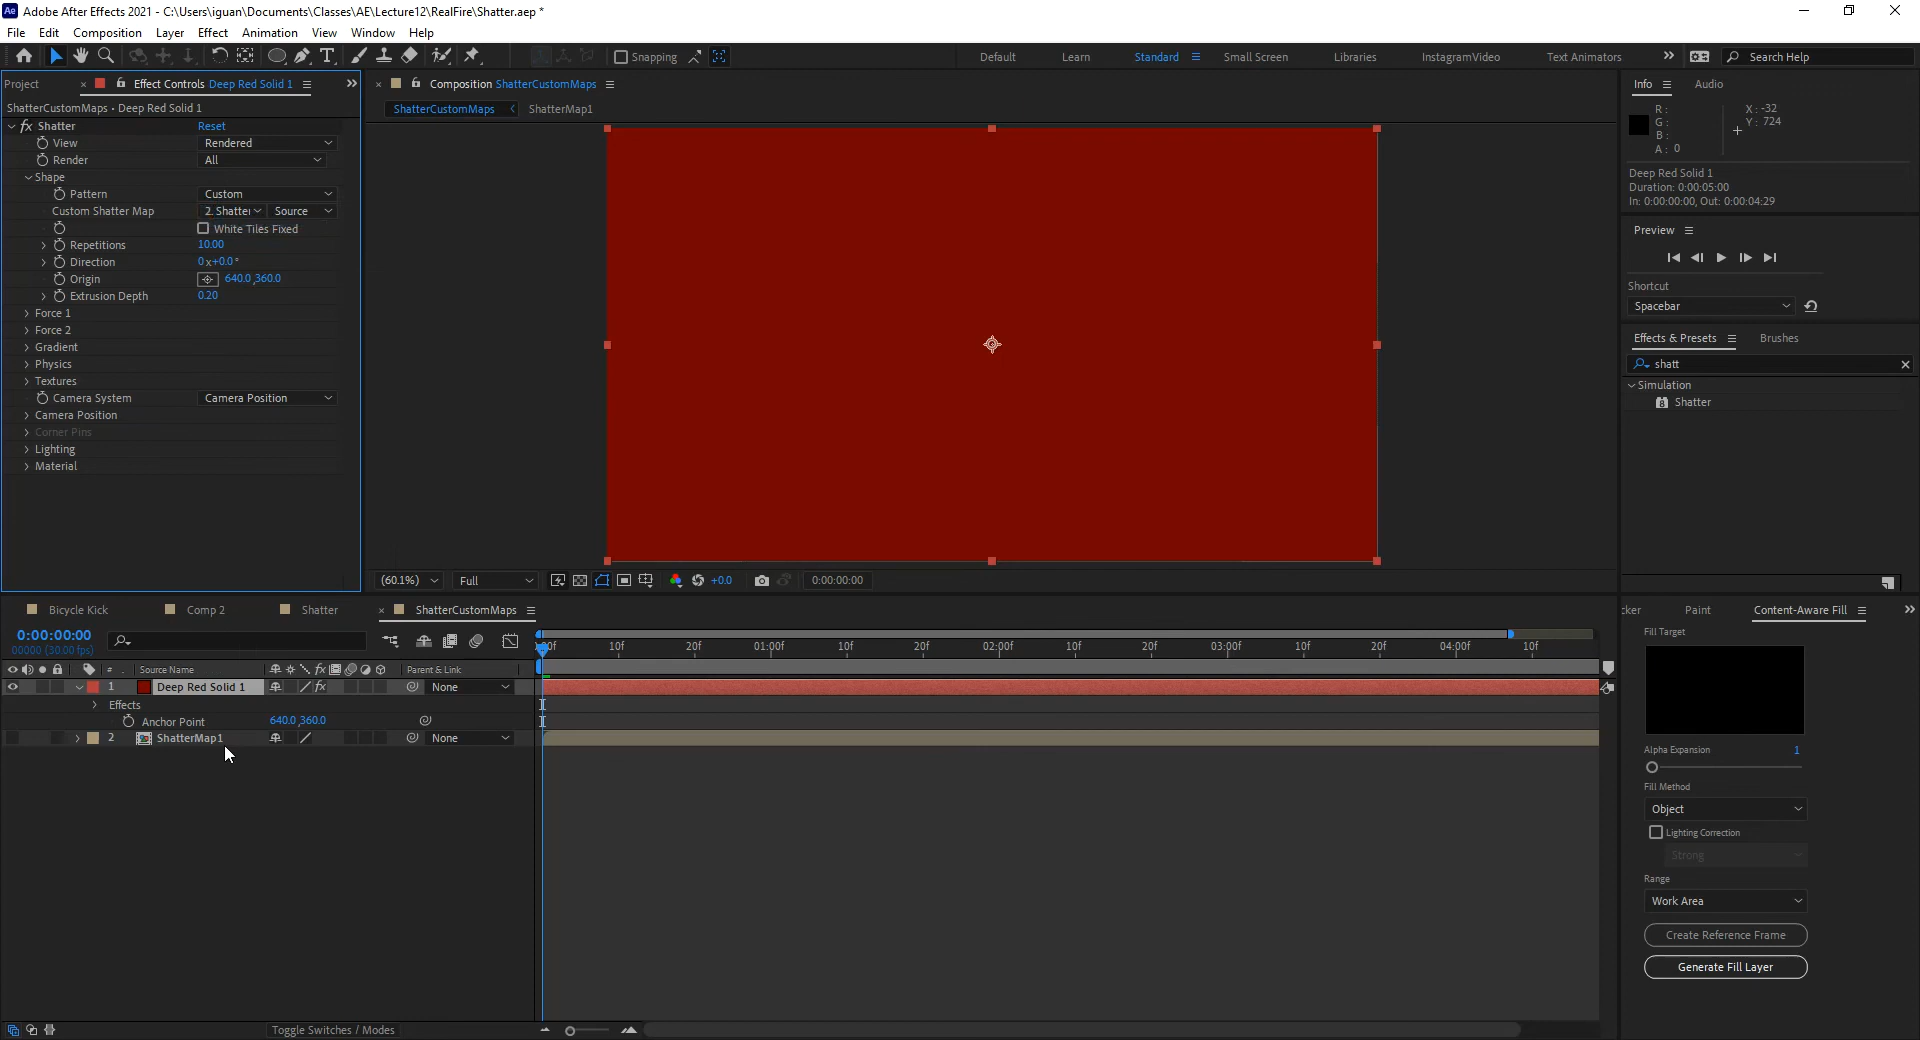 Adobe After Effects 2021 - C:\Users\iguan\Documents\Classes\AE\Lecture12\RealFire\Shatter.aep *
File Edit Composition Layer Effect Animation View Window Help
Snapping
Default Learn Standard Small Screen Libraries InstagramVideo Text Animators Search Help
Project Effect Controls Deep Red Solid 1
ShatterCustomMaps • Deep Red Solid 1
fx Shatter Reset
View Rendered
Render All
Shape
Pattern Custom
Custom Shatter Map 2. Shatter Source
White Tiles Fixed
Repetitions 10.00
Direction 0x+0.0°
Origin 640.0,360.0
Extrusion Depth 0.20
Force 1
Force 2
Gradient
Physics
Textures
Camera System Camera Position
Camera Position
Corner Pins
Lighting
Material
Composition ShatterCustomMaps
ShatterCustomMaps ShatterMap1
(60.1%) Full +0.0 0:00:00:00
Info Audio
R: X: -32
G: Y: 724
B:
A: 0
Deep Red Solid 1
Duration: 0:00:05:00
In: 0:00:00:00, Out: 0:00:04:29
Preview
Shortcut
Spacebar
Effects & Presets Brushes
shatt
Simulation
Shatter
Bicycle Kick Comp 2 Shatter ShatterCustomMaps
0:00:00:00
00000 (30.00 fps)
10f 20f 01:00f 10f 20f 02:00f 10f 20f 03:00f 10f 20f 04:00f 10f
# Source Name fx Parent & Link
1 Deep Red Solid 1 fx None
Effects
Anchor Point 640.0,360.0
2 ShatterMap1 None
Toggle Switches / Modes
cker Paint Content-Aware Fill
Fill Target
Alpha Expansion 1
Fill Method
Object
Lighting Correction
Strong
Range
Work Area
Create Reference Frame
Generate Fill Layer